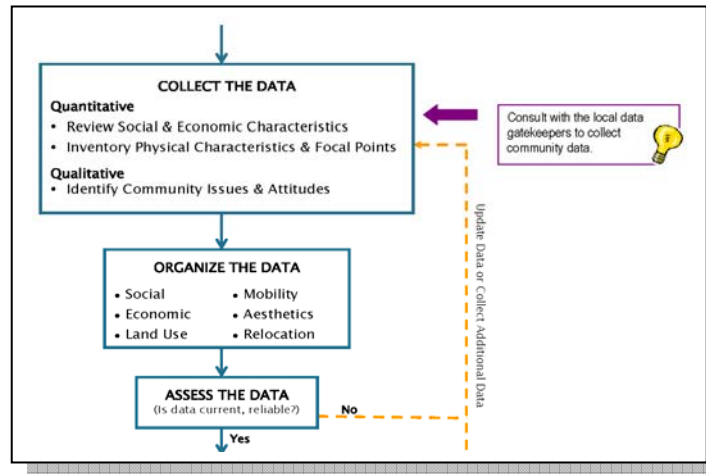 COLLECT THE DATA
Quantitative
• Review Social & Economic Characteristics
• Inventory Physical Characteristics & Focal Points
Qualitative
• Identify Community Issues & Attitudes
Consult with the local data
gatekeepers to collect
community data.
Update Data or Collect Additional Data
ORGANIZE THE DATA
• Social
• Economic
• Land Use
• Mobility
• Aesthetics
• Relocation
ASSESS THE DATA
(Is data current, reliable?)
No
Yes